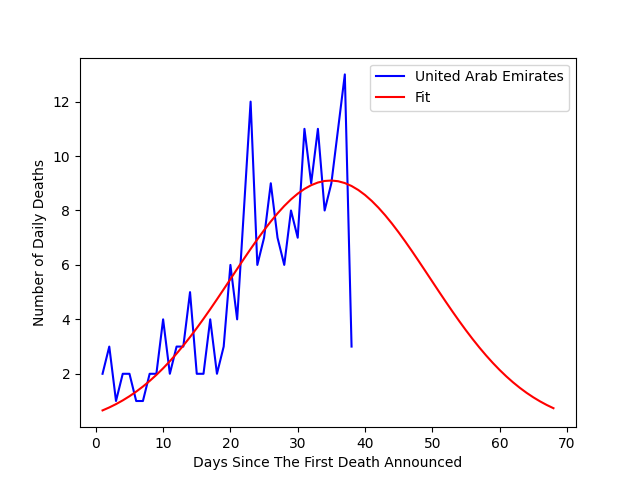 United Arab Emirates
Fit
12
10
8
6
4
2
Number of Daily Deaths
0 10 20 30 40 50 60 70
Days Since The First Death Announced